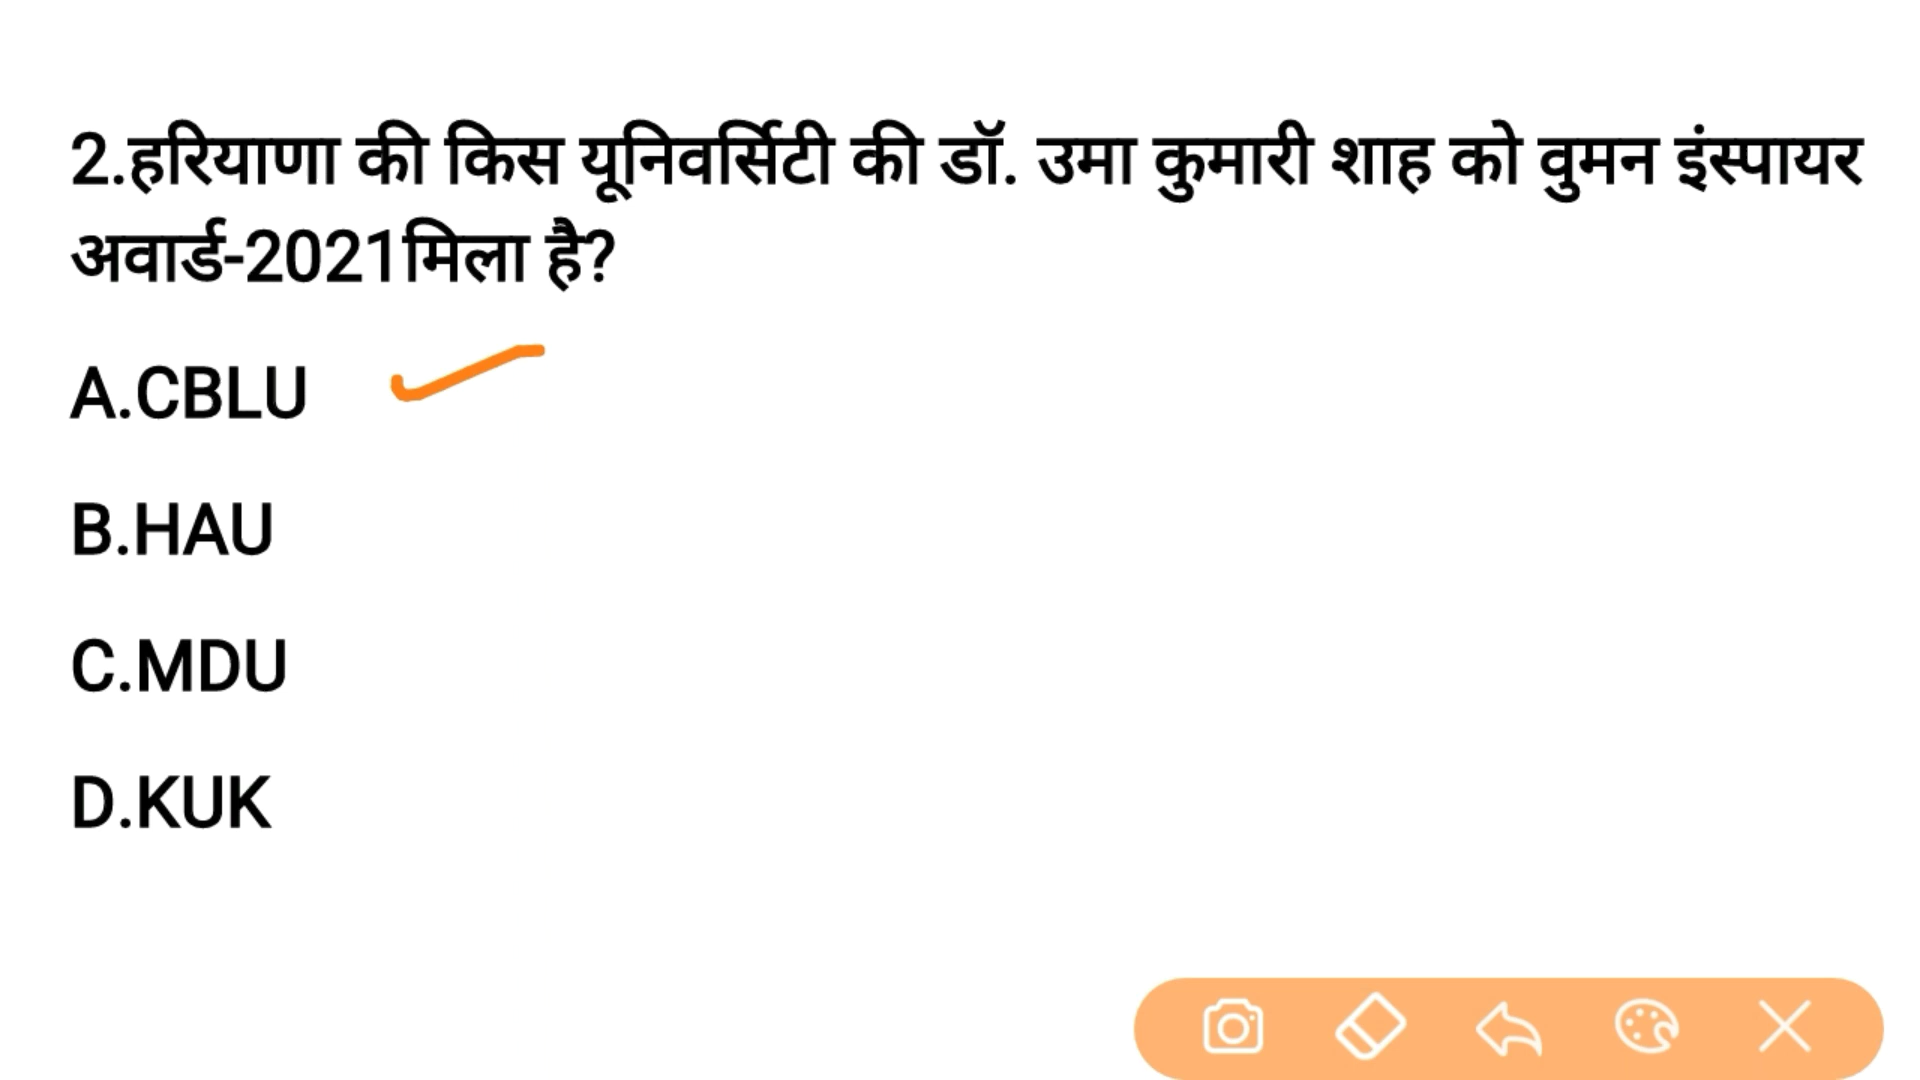 2.हरियाणा की किस यूनिवर्सिटी की डॉ. उमा कुमारी शाह को वुमन इंस्पायर
अवार्ड-2021मिला है?
A.CBLU
B.HAU
C.MDU
D.KUK